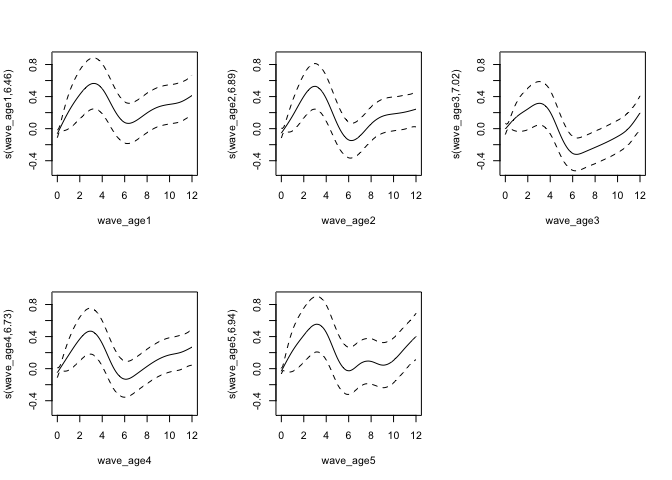 s(wave_age1,6.46)
-0.4 0.0 0.4 0.8
0 2 4 6 8 10 12
wave_age1
s(wave_age2,6.89)
-0.4 0.0 0.4 0.8
0 2 4 6 8 10 12
wave_age2
s(wave_age3,7.02)
-0.4 0.0 0.4 0.8
0 2 4 6 8 10 12
wave_age3
s(wave_age4,6.73)
-0.4 0.0 0.4 0.8
0 2 4 6 8 10 12
wave_age4
s(wave_age5,6.94)
-0.4 0.0 0.4 0.8
0 2 4 6 8 10 12
wave_age5